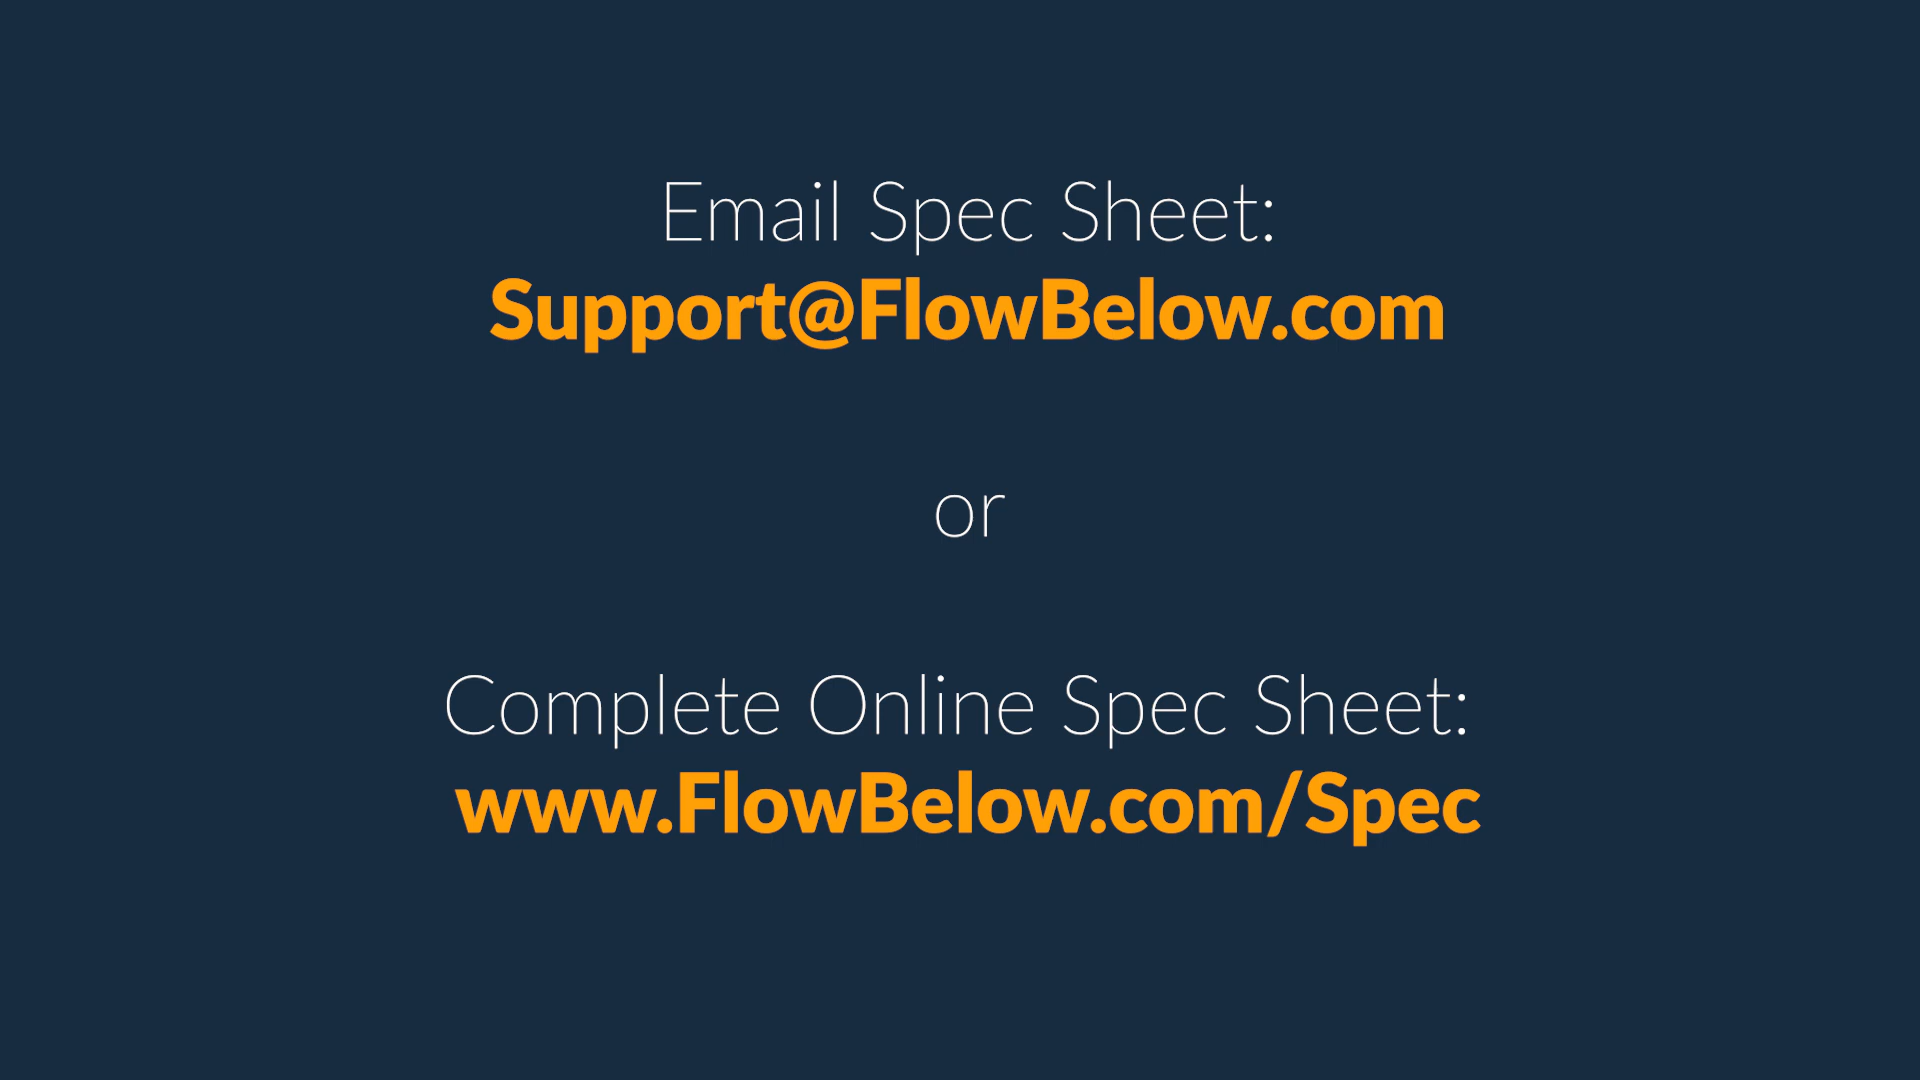 Email Spec Sheet:
Support@FlowBelow.com
or
Complete Online Spec Sheet:
www.FlowBelow.com/Spec